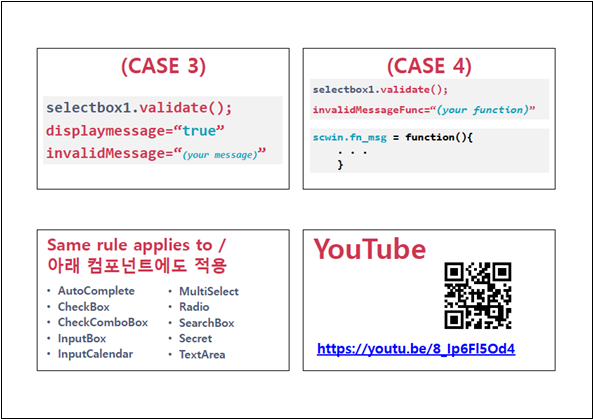 (CASE 3)
selectbox1.validate();
displaymessage=“true”
invalidMessage=“(your message)”
(CASE 4)
selectbox1.validate();
invalidMessageFunc=“(your function)”
scwin.fn_msg = function(){
. . .
}
Same rule applies to /
아래 컴포넌트에도 적용
• AutoComplete
• CheckBox
• CheckComboBox
• InputBox
• InputCalendar
• MultiSelect
• Radio
• SearchBox
• Secret
• TextArea
YouTube
https://youtu.be/8_Ip6Fl5Od4